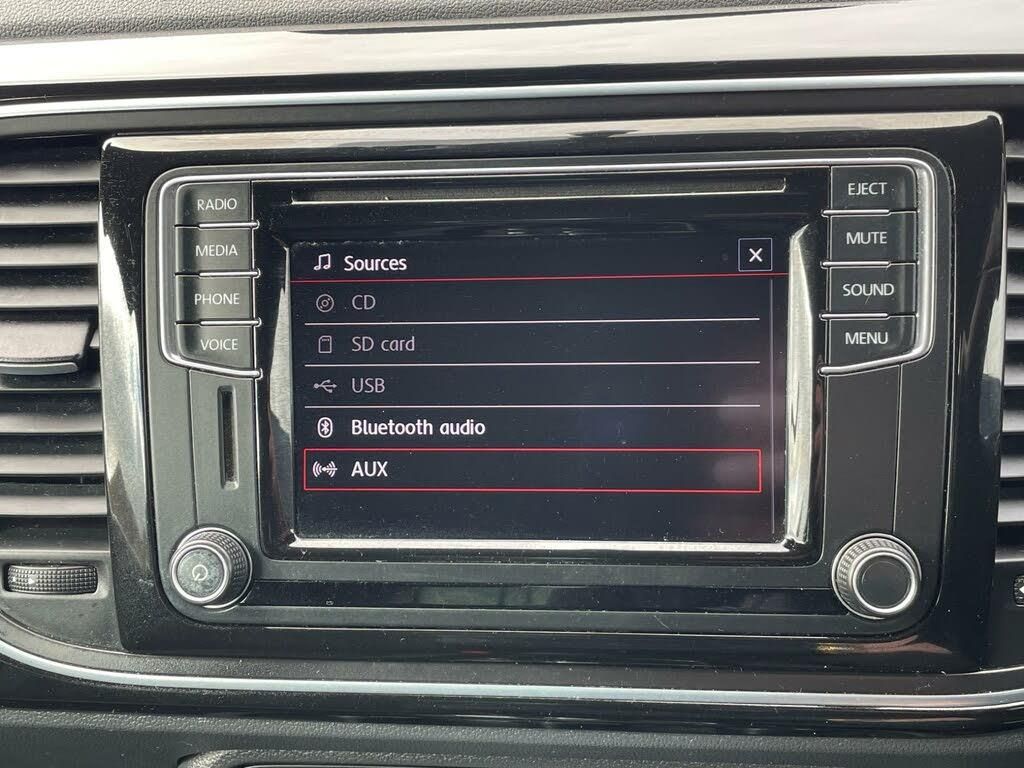 RADIO
MEDIA
PHONE
VOICE
Sources
CD
SD card
USB
Bluetooth audio
AUX
EJECT
MUTE
SOUND
MENU